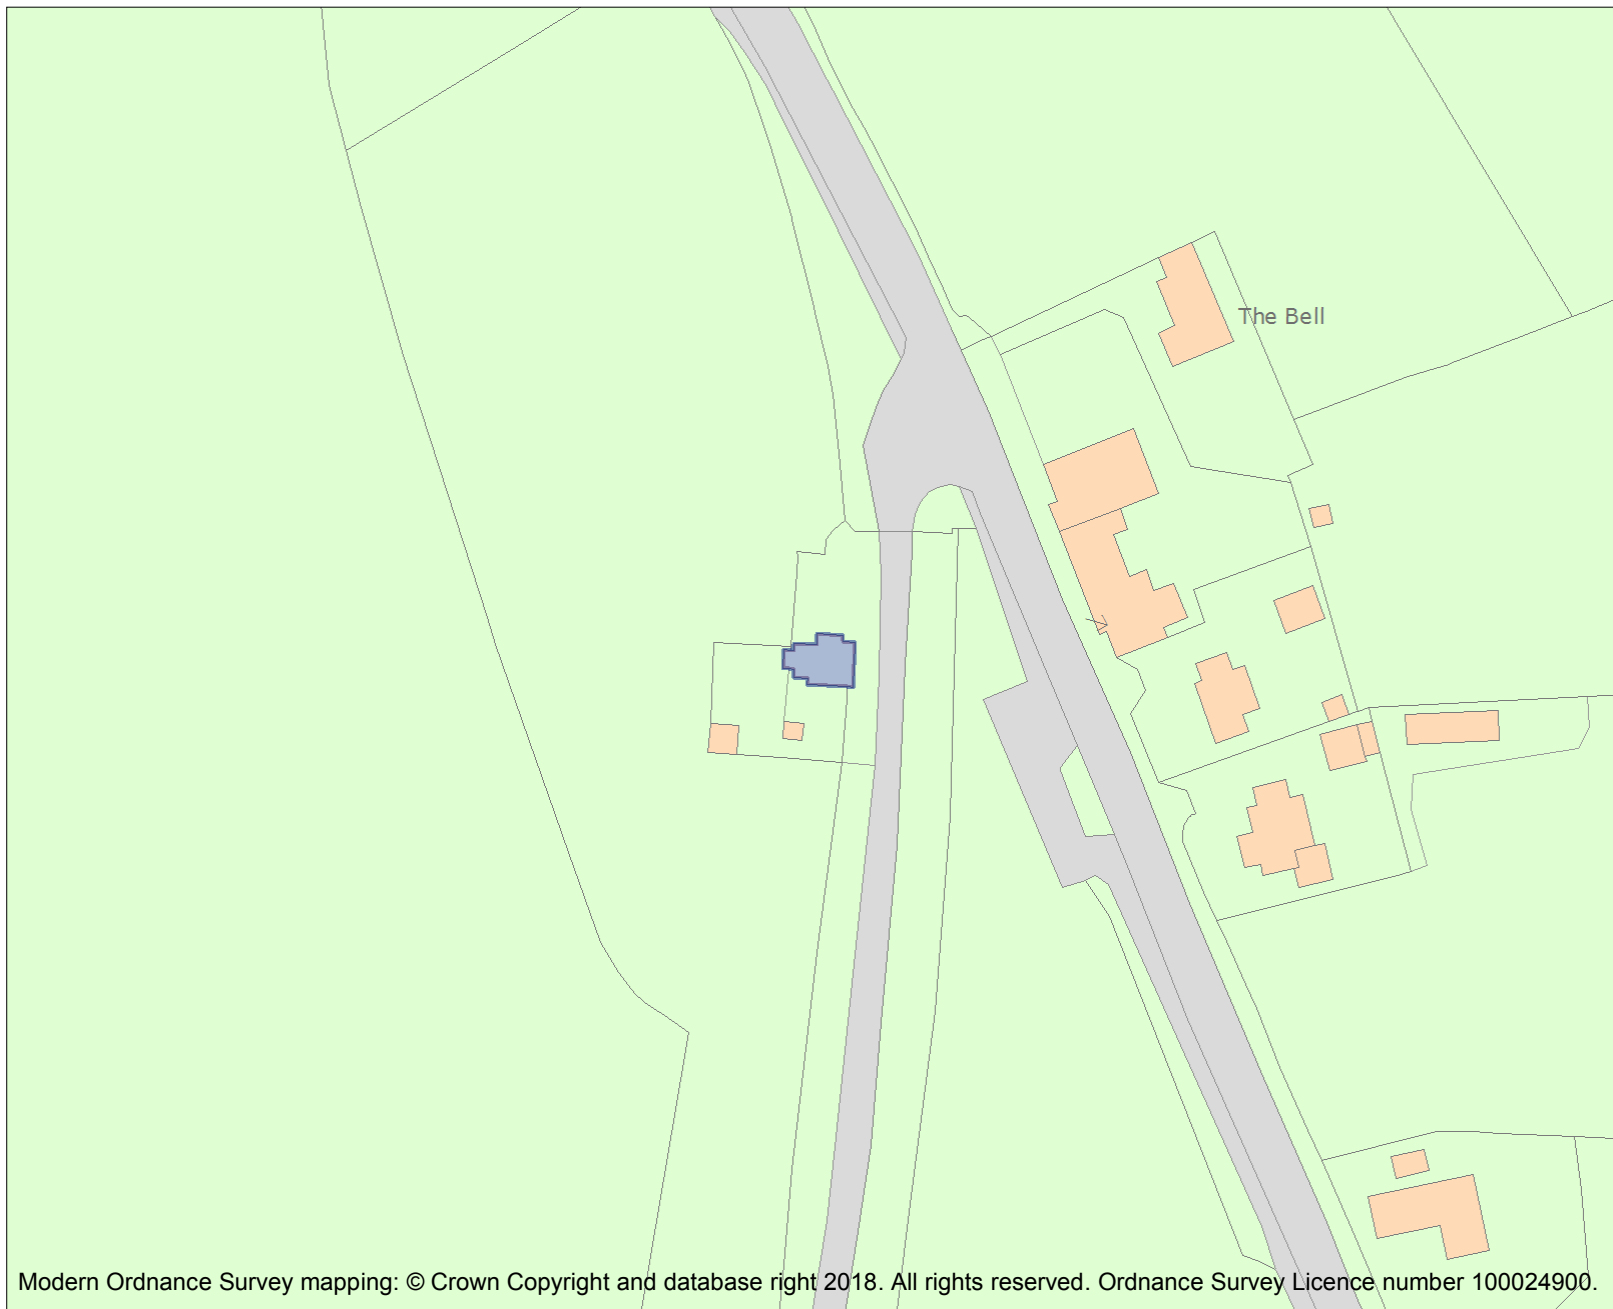 The Bell
Modern Ordnance Survey mapping: © Crown Copyright and database right 2018. All rights reserved. Ordnance Survey Licence number 100024900.